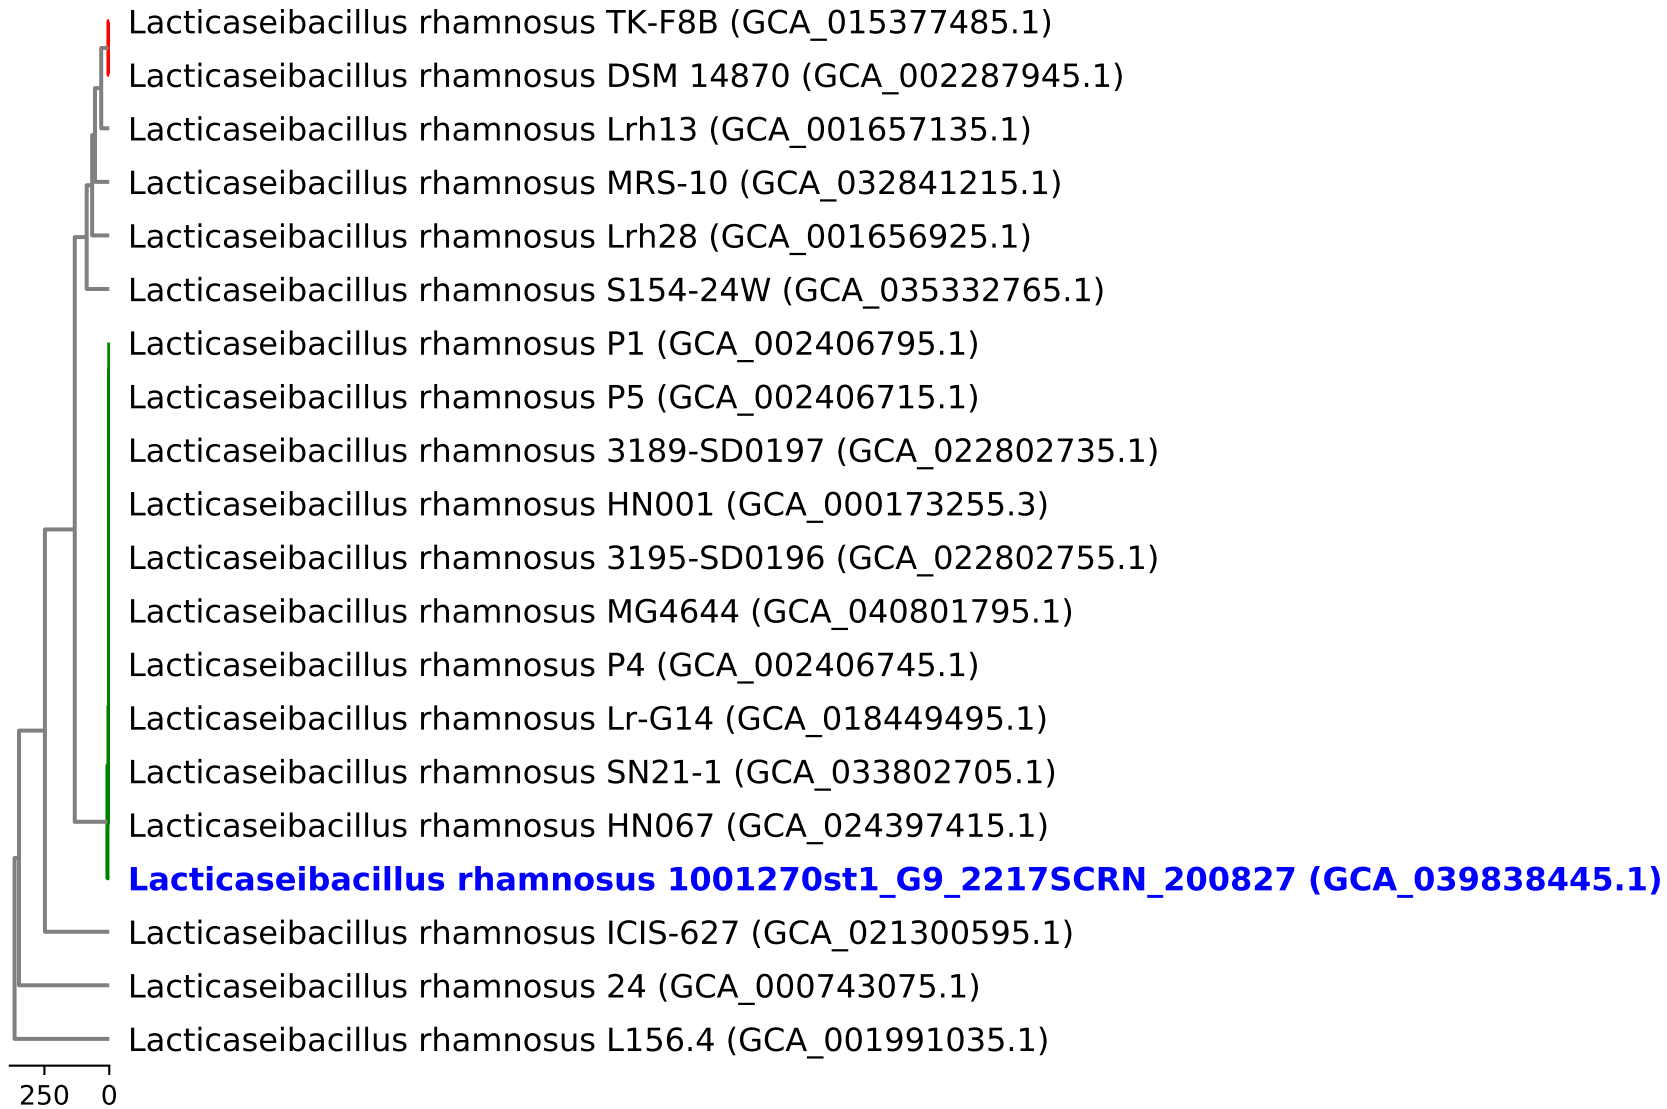 Lacticaseibacillus rhamnosus TK-F8B (GCA_015377485.1)
Lacticaseibacillus rhamnosus DSM 14870 (GCA_002287945.1)
Lacticaseibacillus rhamnosus Lrh13 (GCA_001657135.1)
Lacticaseibacillus rhamnosus MRS-10 (GCA_032841215.1)
Lacticaseibacillus rhamnosus Lrh28 (GCA_001656925.1)
Lacticaseibacillus rhamnosus S154-24W (GCA_035332765.1)
Lacticaseibacillus rhamnosus P1 (GCA_002406795.1)
Lacticaseibacillus rhamnosus P5 (GCA_002406715.1)
Lacticaseibacillus rhamnosus 3189-SD0197 (GCA_022802735.1)
Lacticaseibacillus rhamnosus HN001 (GCA_000173255.3)
Lacticaseibacillus rhamnosus 3195-SD0196 (GCA_022802755.1)
Lacticaseibacillus rhamnosus MG4644 (GCA_040801795.1)
Lacticaseibacillus rhamnosus P4 (GCA_002406745.1)
Lacticaseibacillus rhamnosus Lr-G14 (GCA_018449495.1)
Lacticaseibacillus rhamnosus SN21-1 (GCA_033802705.1)
Lacticaseibacillus rhamnosus HN067 (GCA_024397415.1)
Lacticaseibacillus rhamnosus 1001270st1_G9_2217SCRN_200827 (GCA_039838445.1)
Lacticaseibacillus rhamnosus ICIS-627 (GCA_021300595.1)
Lacticaseibacillus rhamnosus 24 (GCA_000743075.1)
Lacticaseibacillus rhamnosus L156.4 (GCA_001991035.1)
250 0